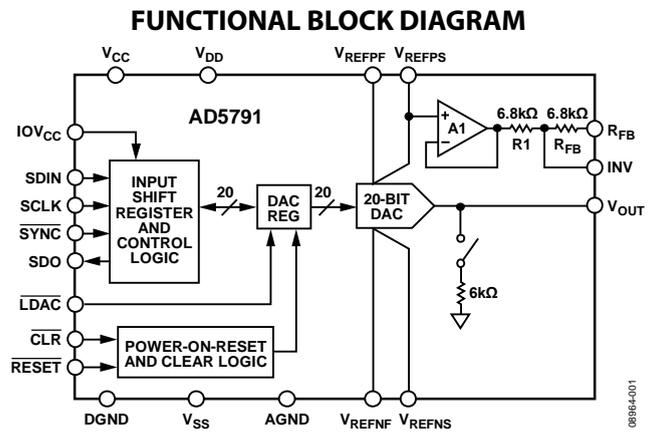 FUNCTIONAL BLOCK DIAGRAM
VCC
VDD
VREFPF
VREFPS
AD5791
6.8kΩ
6.8kΩ
A1
R1
RFB
RFB
IOVCC
INV
SDIN
SCLK
SYNC
SDO
INPUT
SHIFT
REGISTER
AND
CONTROL
LOGIC
20
DAC
REG
20
20-BIT
DAC
VOUT
6kΩ
LDAC
CLR
RESET
POWER-ON-RESET
AND CLEAR LOGIC
DGND
VSS
AGND
VREFNF
VREFNS
08964-001